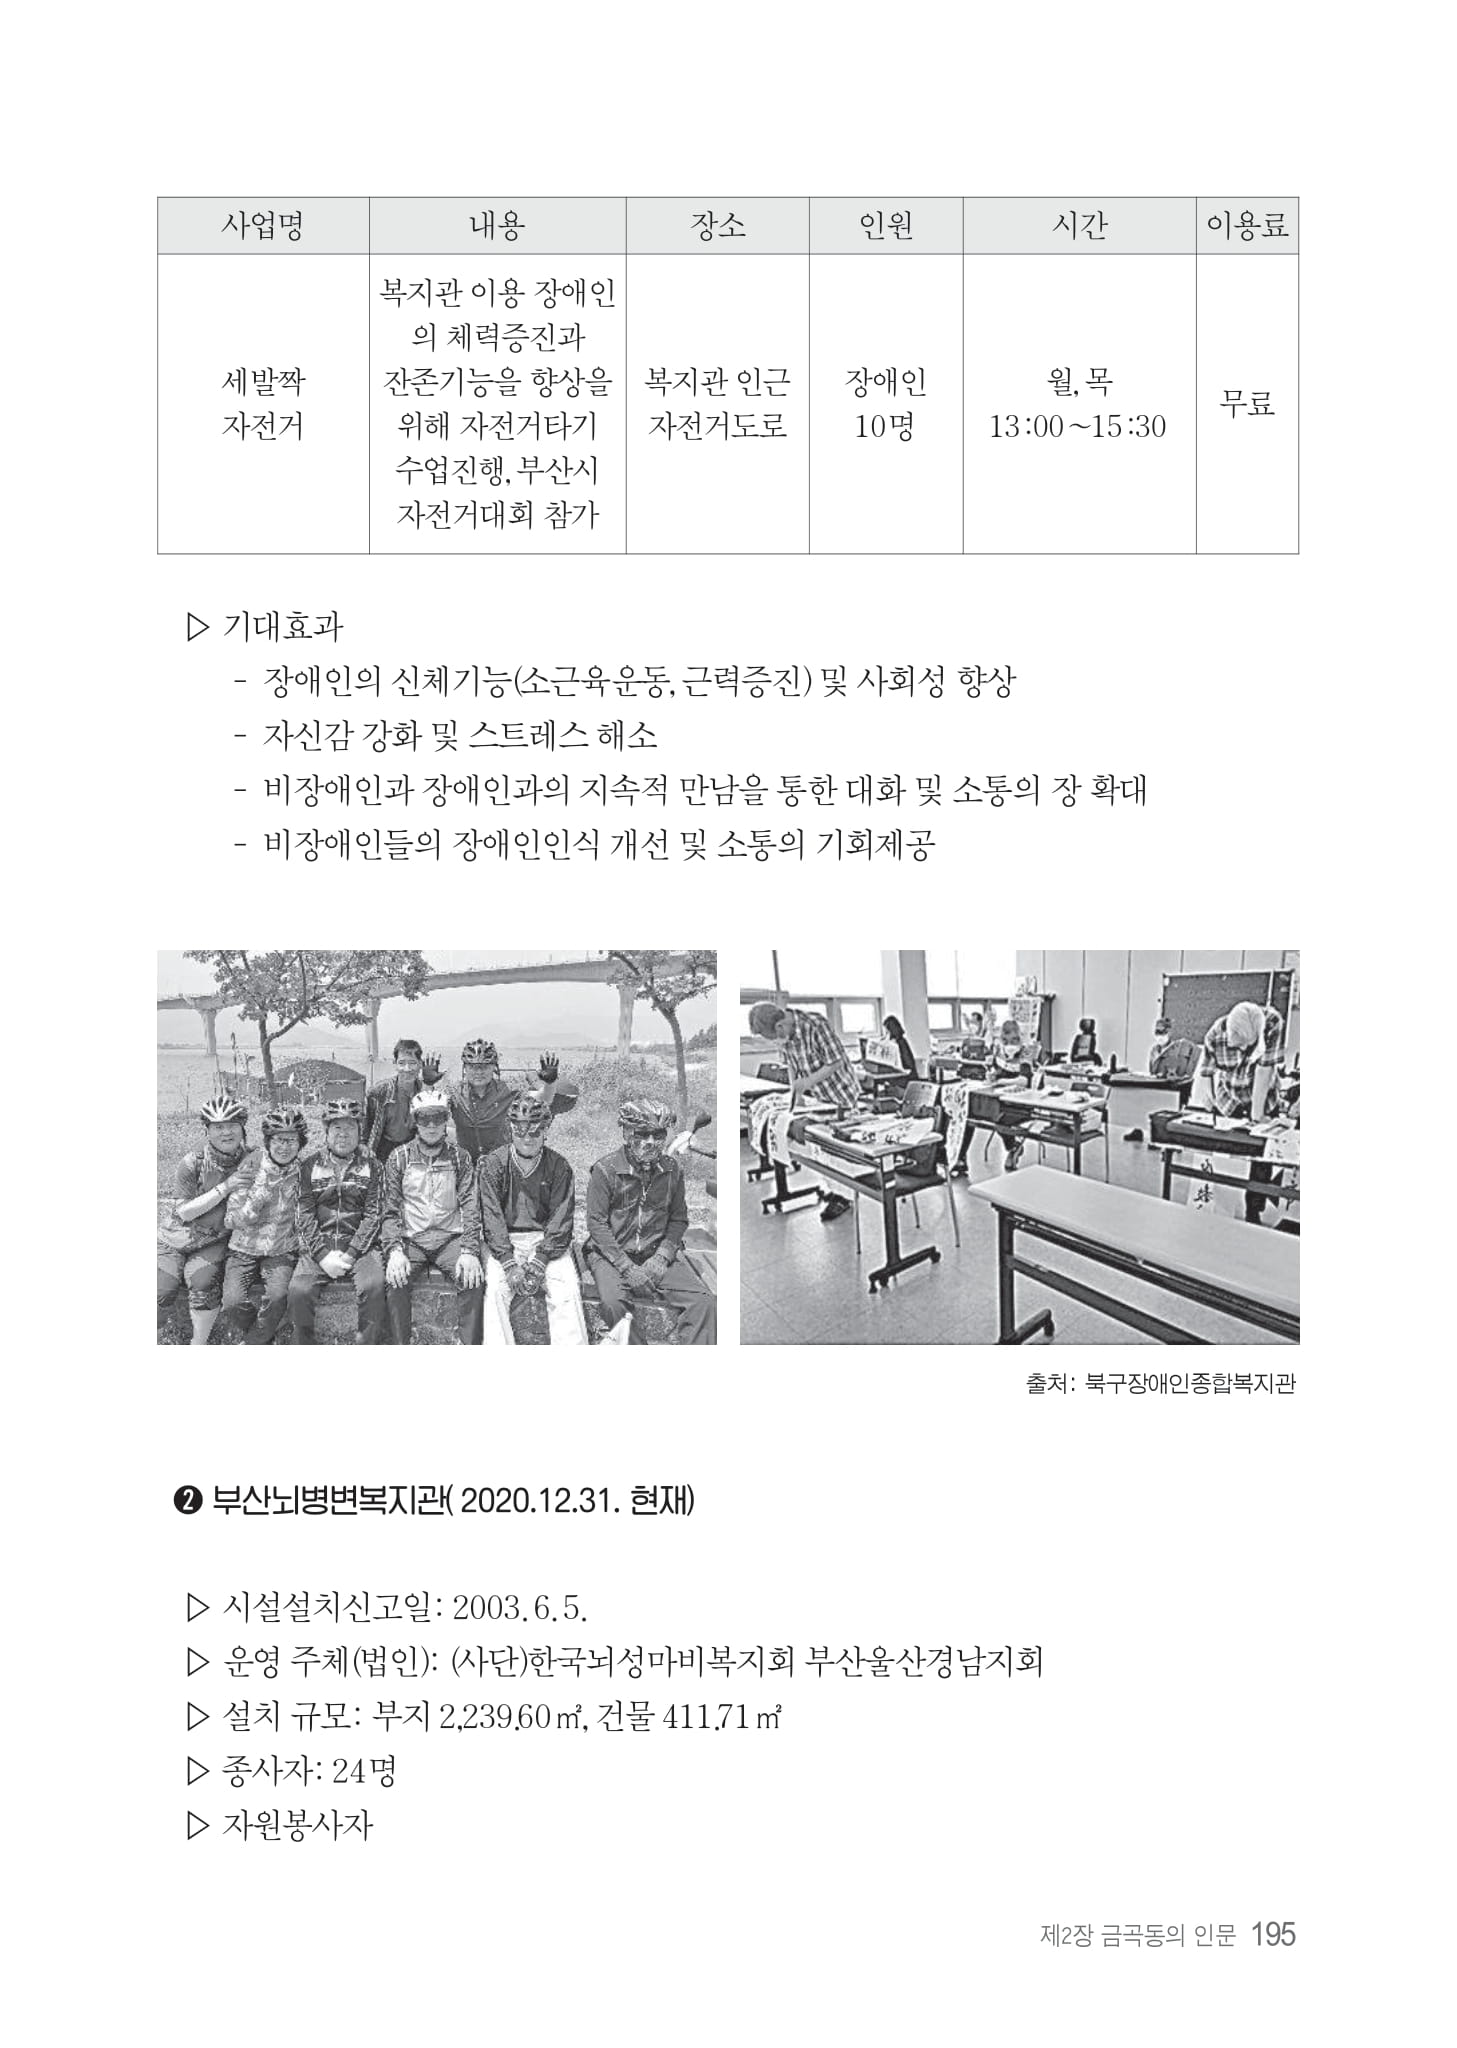 사업명 내용 장소 인원 시간 이용료
세발짝
자전거
복지관 이용 장애인
의 체력증진과
잔존기능을 향상을
위해 자전거타기
수업진행, 부산시
자전거대회 참가
복지관 인근
자전거도로
장애인
10명
월, 목
13:00~15:30
무료
▷ 기대효과
- 장애인의 신체기능(소근육운동, 근력증진) 및 사회성 향상
- 자신감 강화 및 스트레스 해소
- 비장애인과 장애인과의 지속적 만남을 통한 대화 및 소통의 장 확대
- 비장애인들의 장애인인식 개선 및 소통의 기회제공
출처: 북구장애인종합복지관
❷ 부산뇌병변복지관( 2020.12.31. 현재)
▷ 시설설치신고일: 2003. 6. 5.
▷ 운영 주체(법인): (사단)한국뇌성마비복지회 부산울산경남지회
▷ 설치 규모: 부지 2,239.60㎡, 건물 411.71㎡
▷ 종사자: 24명
▷ 자원봉사자
제2장 금곡동의 인문 195